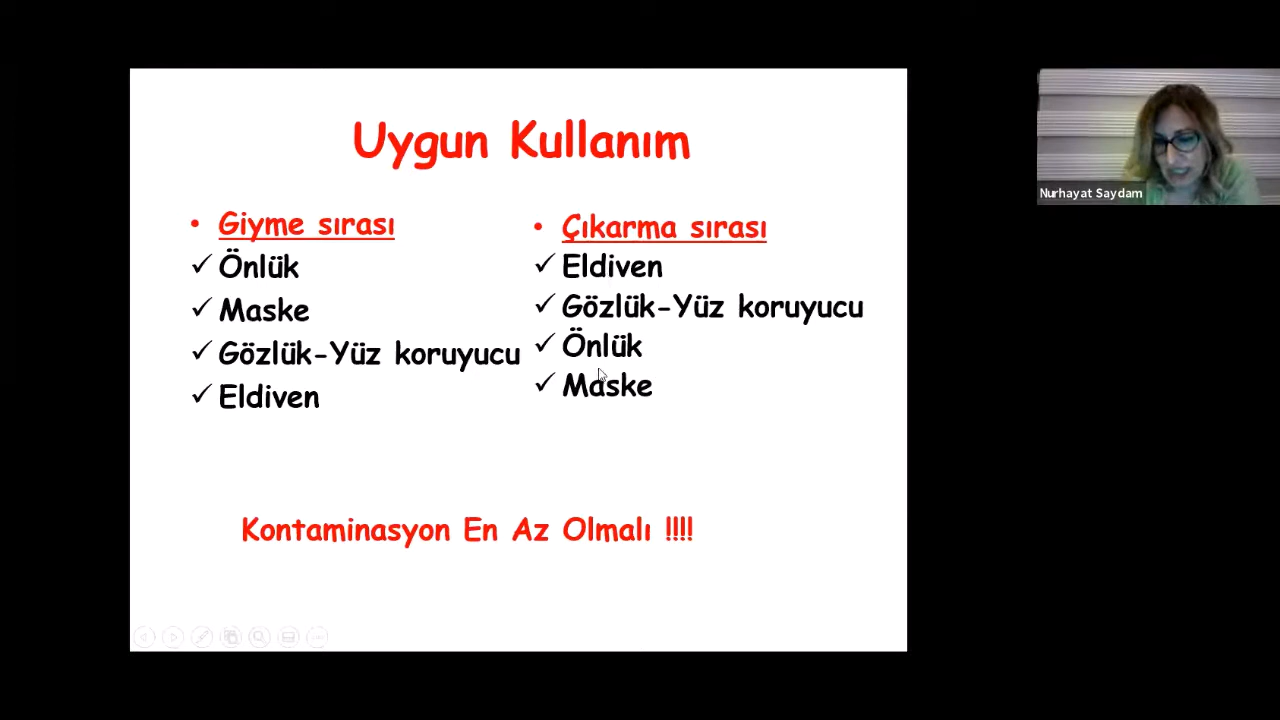 Uygun Kullanım
• Giyme sırası
✓ Önlük
✓ Maske
✓ Gözlük-Yüz koruyucu
✓ Eldiven
• Çıkarma sırası
✓ Eldiven
✓ Gözlük-Yüz koruyucu
✓ Önlük
✓ Maske
Kontaminasyon En Az Olmalı !!!!
Nurhayat Saydam